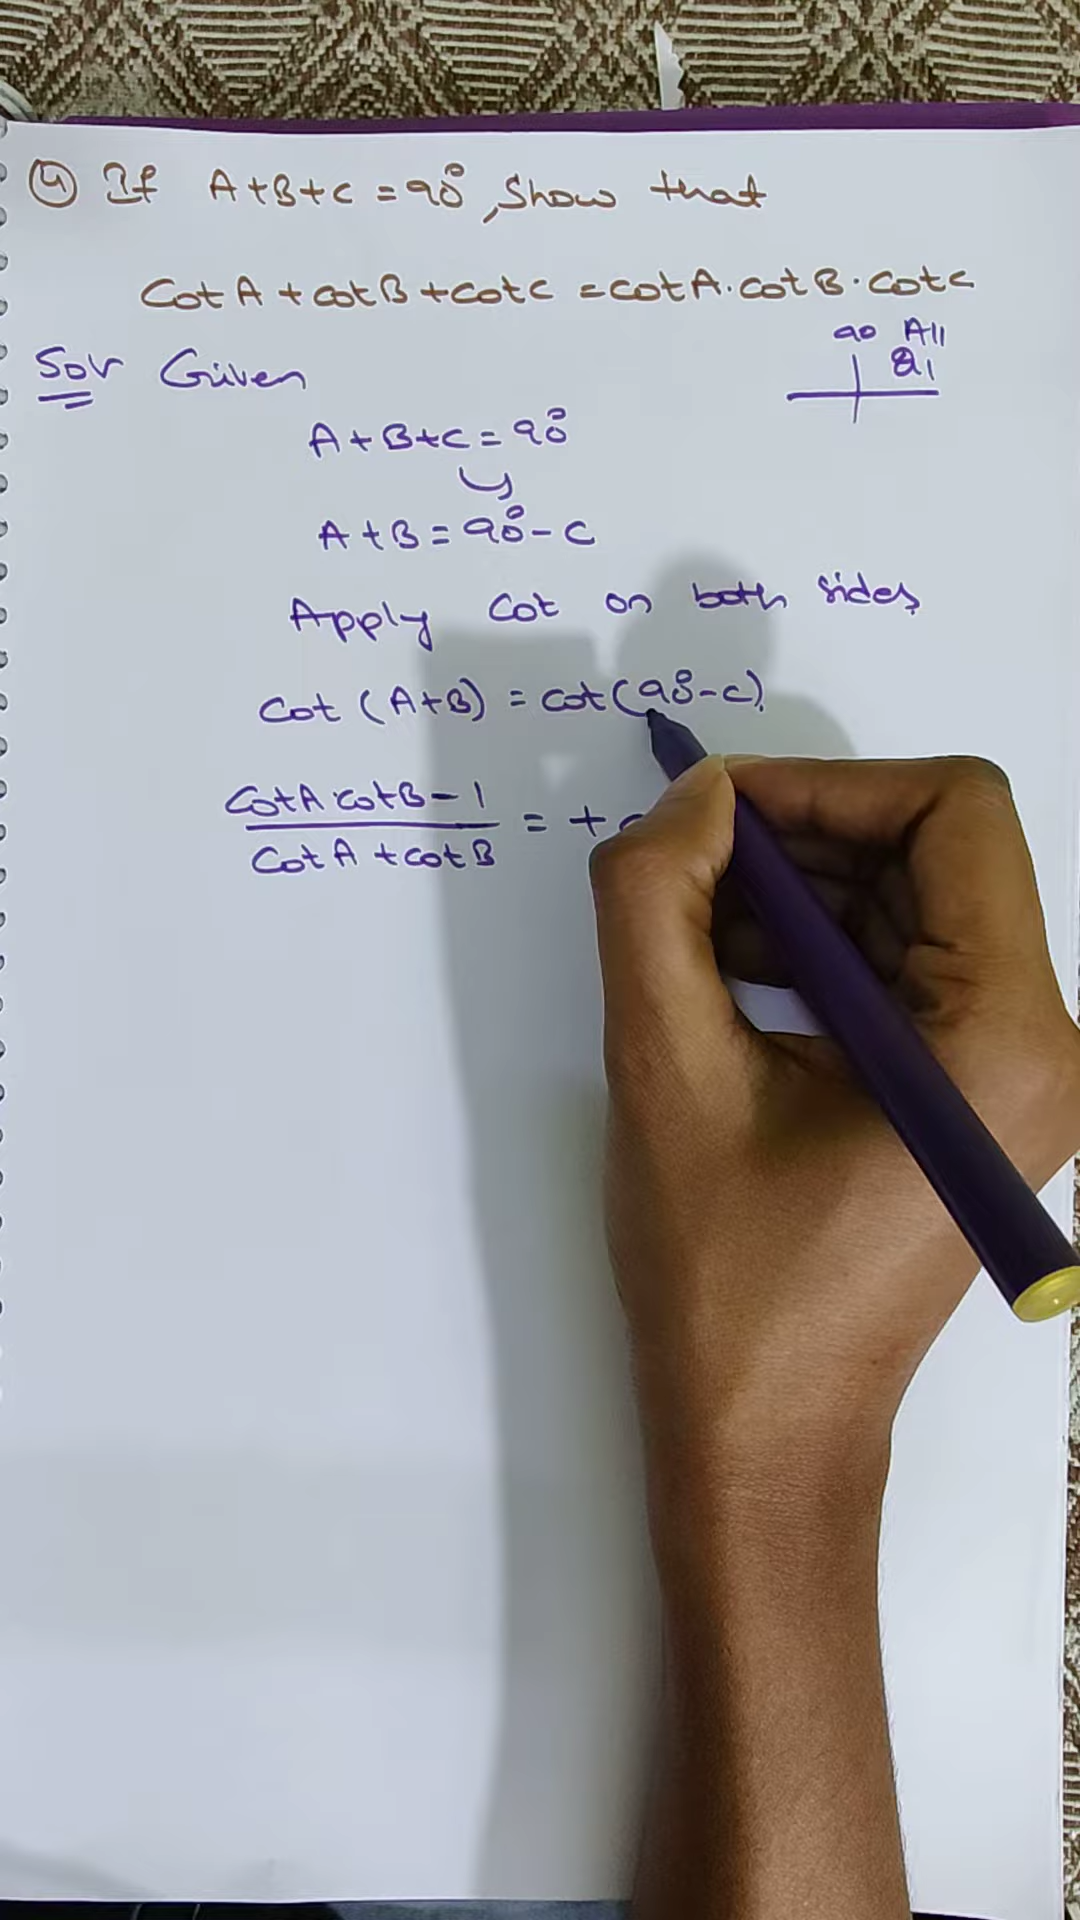 ④ If A+B+C = 90°, Show that
Cot A + cot B + cot C = cot A . cot B . cot C
90 All
Q1
Sol Given
A + B + C = 90°
A + B = 90° - C
Apply Cot on both sides
Cot (A+B) = cot (90° - C)
CotA cotB - 1
= +
Cot A + cot B